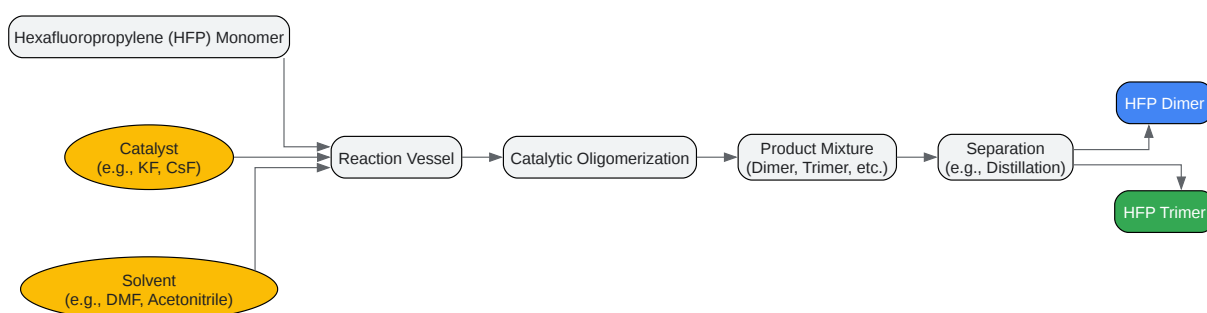 Hexafluoropropylene (HFP) Monomer
Catalyst
(e.g., KF, CsF)
Solvent
(e.g., DMF, Acetonitrile)
Reaction Vessel
Catalytic Oligomerization
Product Mixture
(Dimer, Trimer, etc.)
Separation
(e.g., Distillation)
HFP Dimer
HFP Trimer